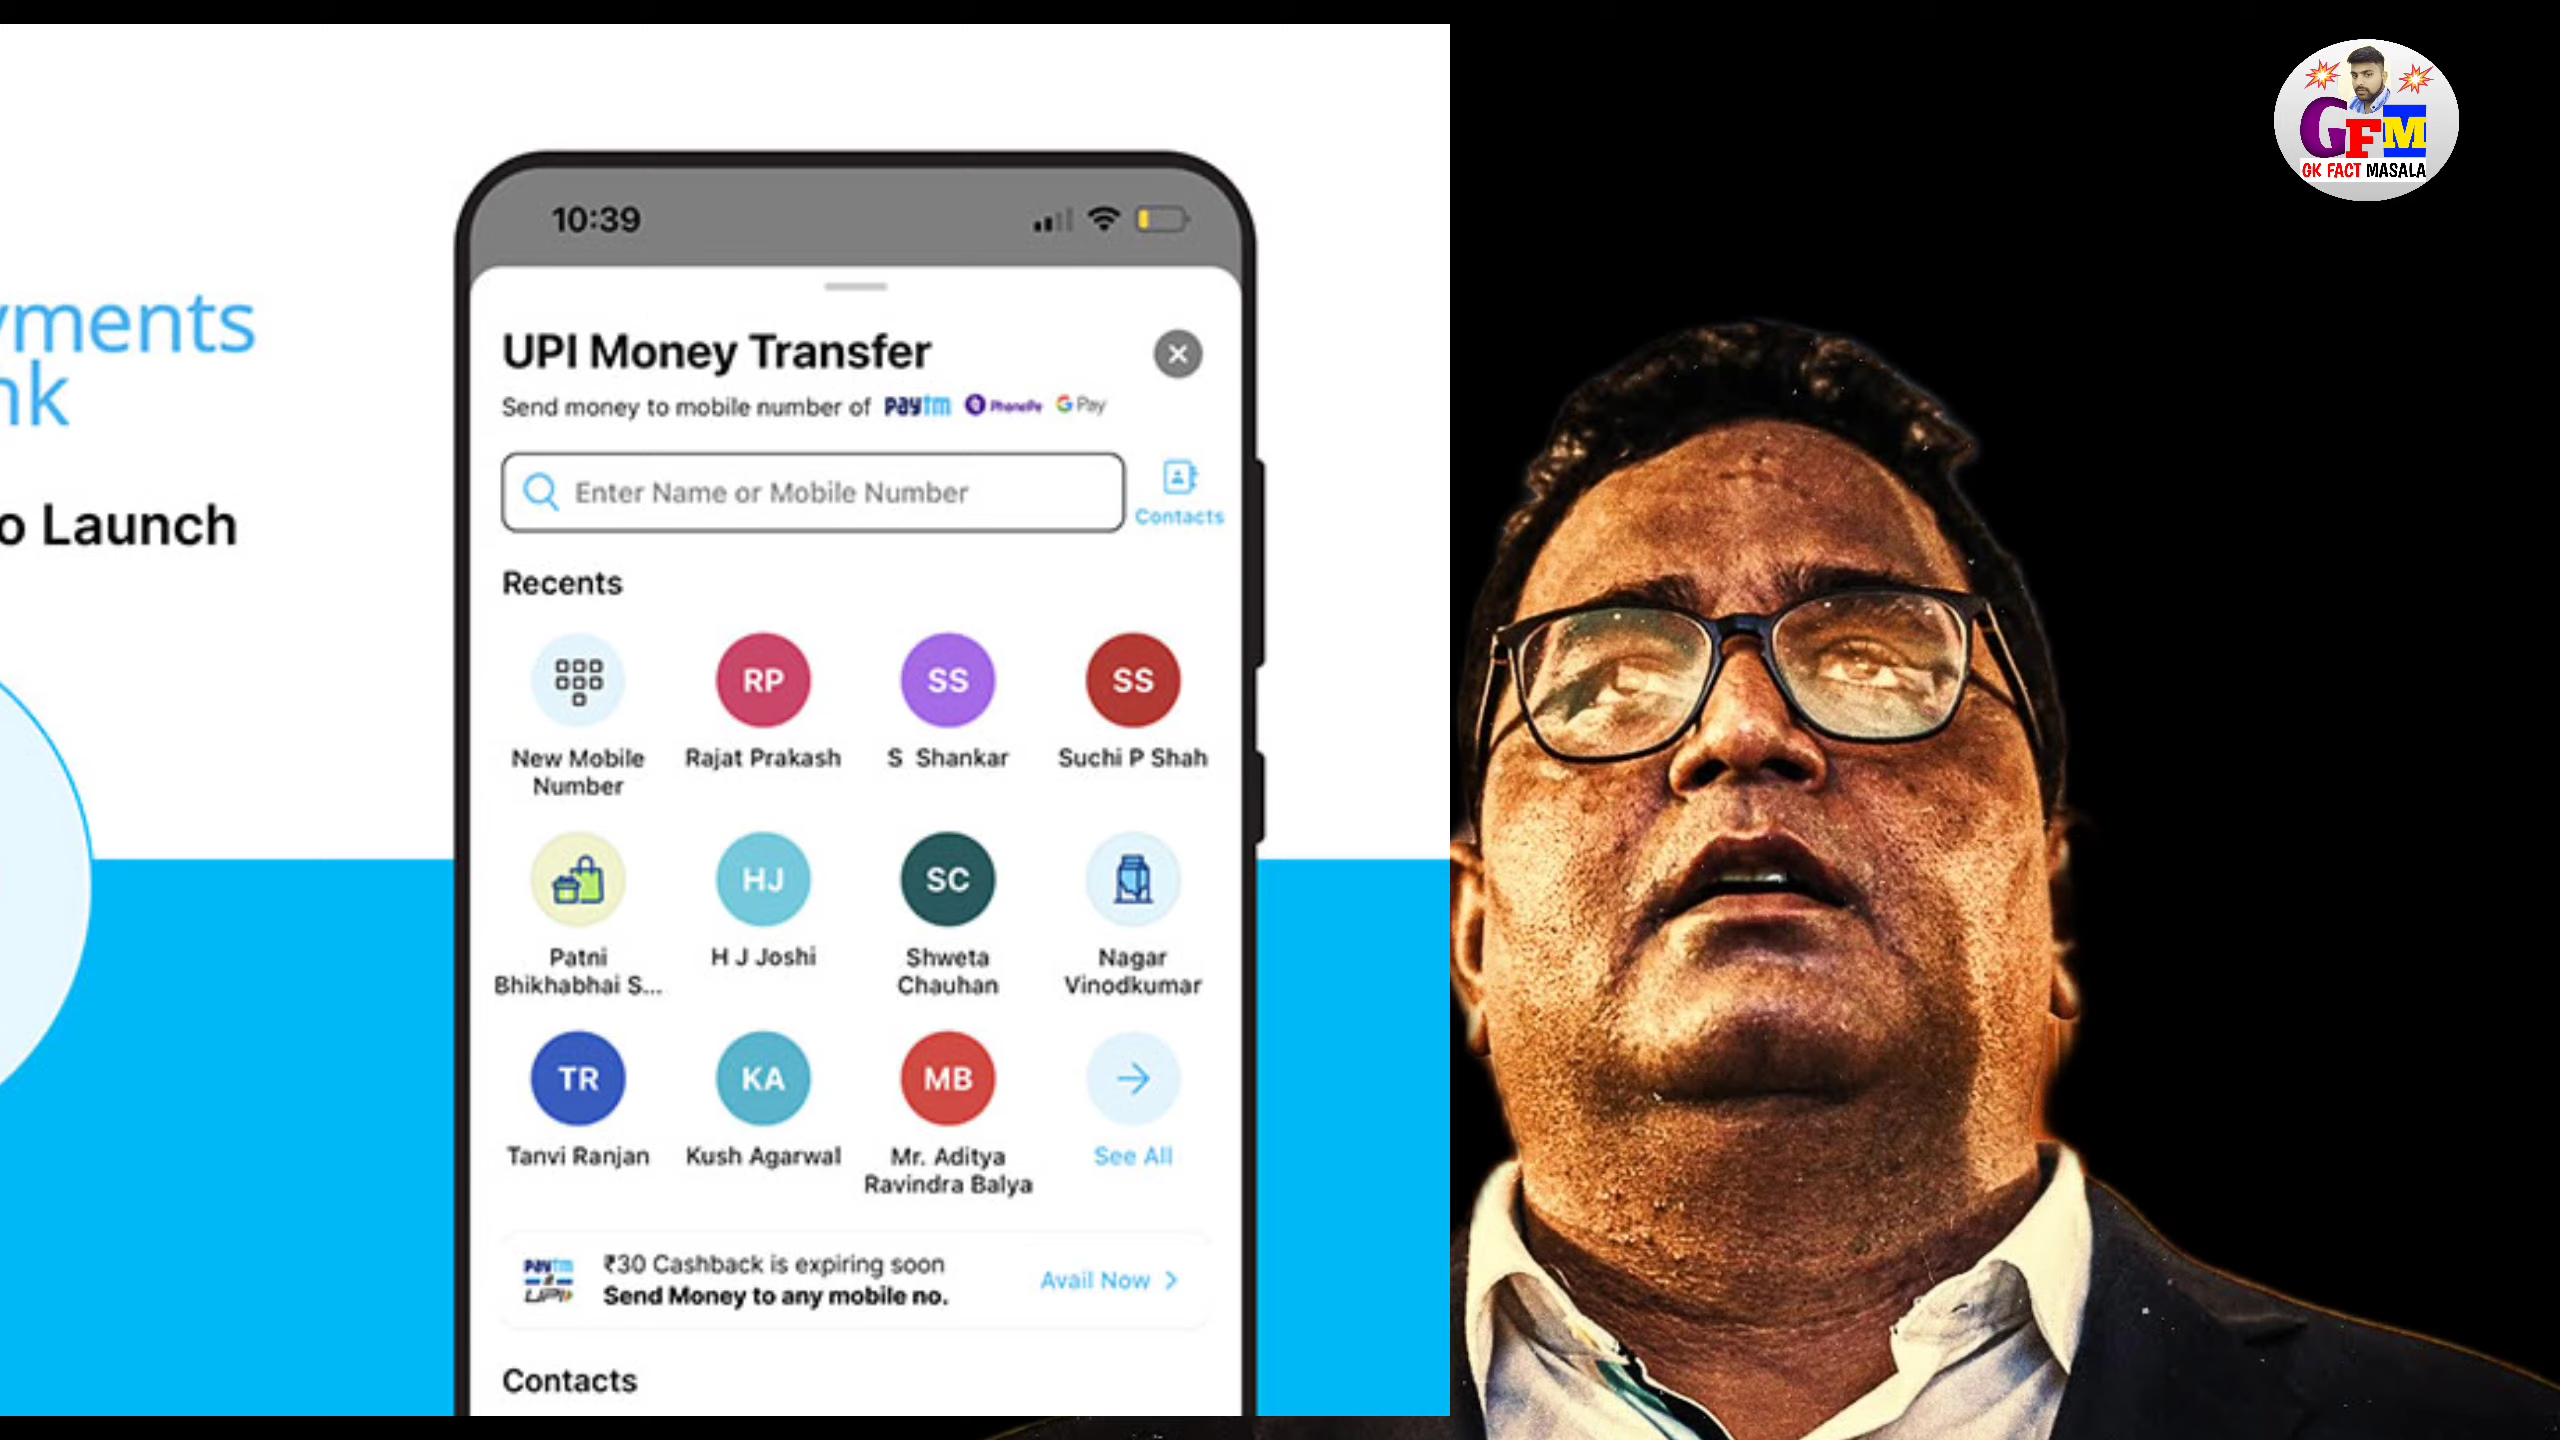 GFM
GK FACT MASALA
yments
nk
o Launch
10:39
UPI Money Transfer
Send money to mobile number of paytm PhonePe G Pay
Enter Name or Mobile Number
Contacts
Recents
RP
SS
SS
New Mobile
Number
Rajat Prakash
S Shankar
Suchi P Shah
HJ
SC
Patni
Bhikhabhai S...
H J Joshi
Shweta
Chauhan
Nagar
Vinodkumar
TR
KA
MB
Tanvi Ranjan
Kush Agarwal
Mr. Aditya
Ravindra Balya
See All
paytm
UPI
₹30 Cashback is expiring soon
Send Money to any mobile no.
Avail Now
Contacts